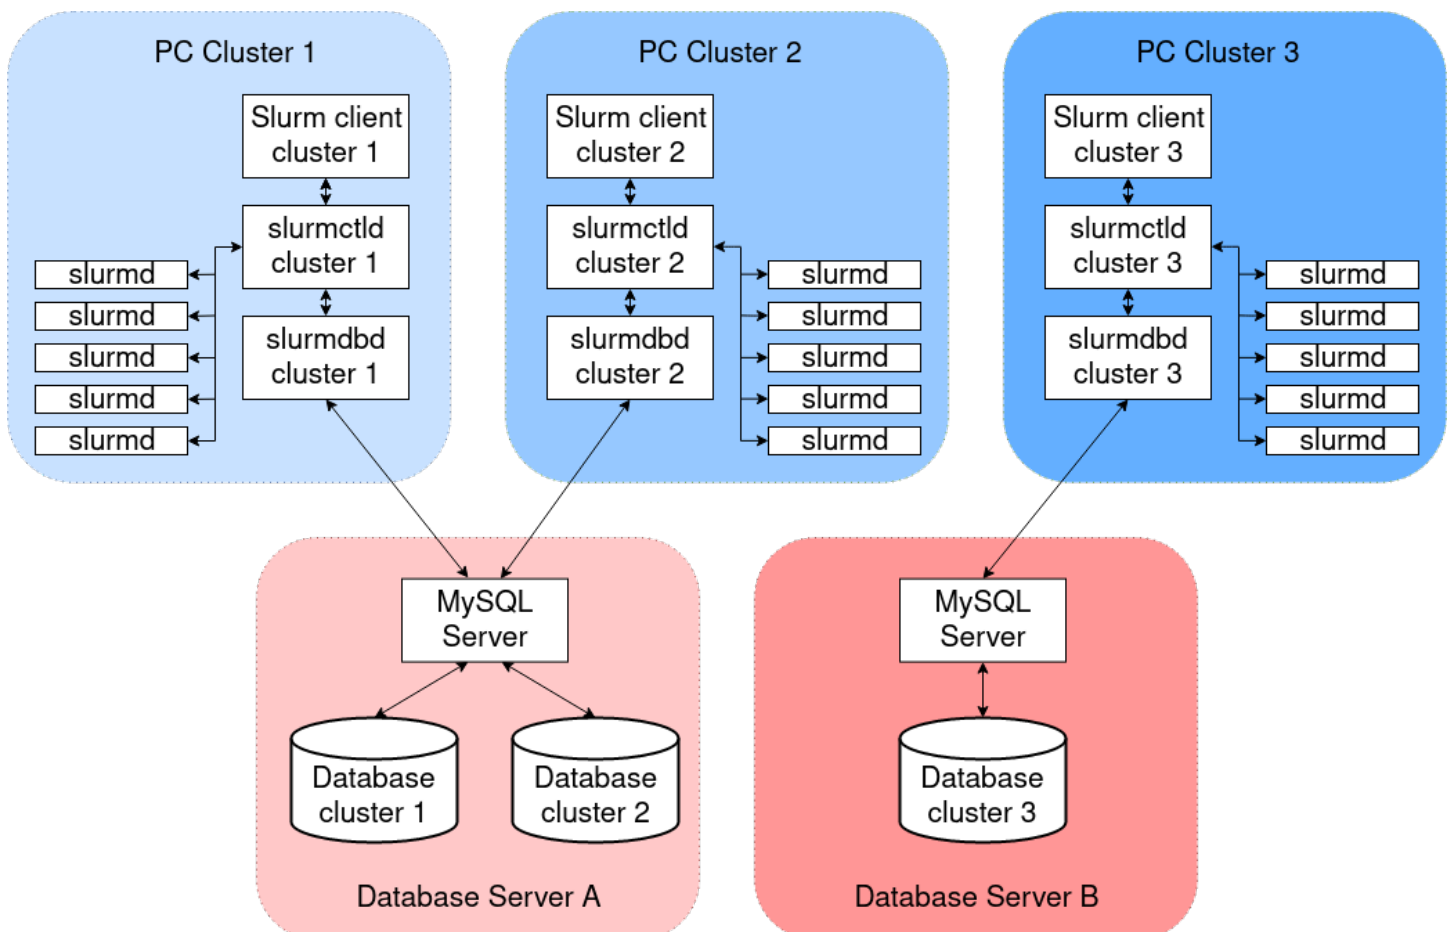 PC Cluster 1
Slurm client
cluster 1
slurmctld
cluster 1
slurmdbd
cluster 1
slurmd
slurmd
slurmd
slurmd
slurmd
PC Cluster 2
Slurm client
cluster 2
slurmctld
cluster 2
slurmdbd
cluster 2
slurmd
slurmd
slurmd
slurmd
slurmd
PC Cluster 3
Slurm client
cluster 3
slurmctld
cluster 3
slurmdbd
cluster 3
slurmd
slurmd
slurmd
slurmd
slurmd
MySQL
Server
Database
cluster 1
Database
cluster 2
Database Server A
MySQL
Server
Database
cluster 3
Database Server B